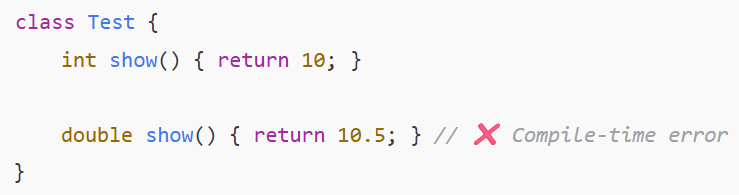 class Test {
    int show() { return 10; }

    double show() { return 10.5; } // ❌ Compile-time error
}